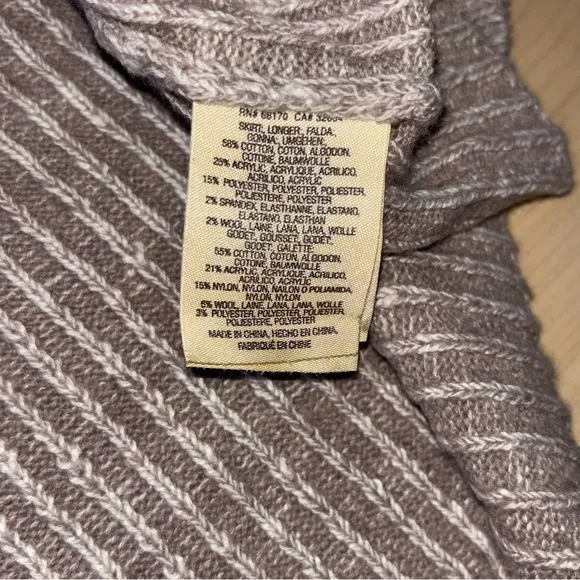 RN# 66170 CA# 32654
SKIRT:, LONGER:, FALDA:,
GONNA:, UMGEHEN:,
56% COTTON, COTON, ALGODON,
COTONE, BAUMWOLLE
25% ACRYLIC, ACRYLIQUE, ACRILICO,
ACRILICO, ACRYLIC
15% POLYESTER, POLYESTER, POLIESTER,
POLIESTERE, POLYESTER
2% SPANDEX, ELASTHANNE, ELASTANO,
ELASTANO, ELASTHAN
2% WOOL, LAINE, LANA, LANA, WOLLE
GODET:, GOUSSET:, GODET:,
GODET:, GALETTE:
55% COTTON, COTON, ALGODON,
COTONE, BAUMWOLLE
21% ACRYLIC, ACRYLIQUE, ACRILICO,
ACRILICO, ACRYLIC
15% NYLON, NYLON, NAILON O POLIAMIDA,
NYLON, NYLON
6% WOOL, LAINE, LANA, LANA, WOLLE
3% POLYESTER, POLYESTER, POLIESTER,
POLIESTERE, POLYESTER
MADE IN CHINA, HECHO EN CHINA,
FABRIQUÉ EN CHINE